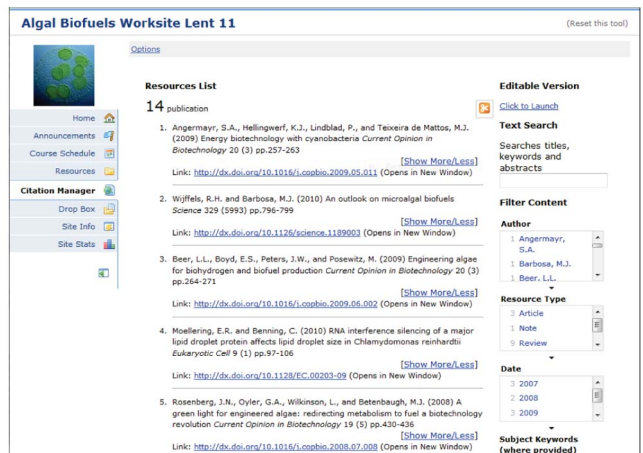 Algal Biofuels Worksite Lent 11
(Reset this tool)
Options
Home
Announcements
Course Schedule
Resources
Citation Manager
Drop Box
Site Info
Site Stats
Resources List
14 publication
1. Angermayr, S.A., Hellingwerf, K.J., Lindblad, P., and Teixeira de Mattos, M.J.
(2009) Energy biotechnology with cyanobacteria Current Opinion in
Biotechnology 20 (3) pp.257-263
[Show More/Less]
Link: http://dx.doi.org/10.1016/j.copbio.2009.05.011 (Opens in New Window)
2. Wijffels, R.H. and Barbosa, M.J. (2010) An outlook on microalgal biofuels
Science 329 (5993) pp.796-799
[Show More/Less]
Link: http://dx.doi.org/10.1126/science.1189003 (Opens in New Window)
3. Beer, L.L., Boyd, E.S., Peters, J.W., and Posewitz, M. (2009) Engineering algae
for biohydrogen and biofuel production Current Opinion in Biotechnology 20 (3)
pp.264-271
[Show More/Less]
Link: http://dx.doi.org/10.1016/j.copbio.2009.06.002 (Opens in New Window)
4. Moellering, E.R. and Benning, C. (2010) RNA interference silencing of a major
lipid droplet protein affects lipid droplet size in Chlamydomonas reinhardtii
Eukaryotic Cell 9 (1) pp.97-106
[Show More/Less]
Link: http://dx.doi.org/10.1128/EC.00203-09 (Opens in New Window)
5. Rosenberg, J.N., Oyler, G.A., Wilkinson, L., and Betenbaugh, M.J. (2008) A
green light for engineered algae: redirecting metabolism to fuel a biotechnology
revolution Current Opinion in Biotechnology 19 (5) pp.430-436
[Show More/Less]
Link: http://dx.doi.org/10.1016/j.copbio.2008.07.008 (Opens in New Window)
Editable Version
Click to Launch
Text Search
Searches titles,
keywords and
abstracts
Filter Content
Author
1 Angermayr,
S.A.
1 Barbosa, M.J.
1 Beer, L.L.
Resource Type
3 Article
1 Note
9 Review
Date
3 2007
2 2008
3 2009
Subject Keywords
(where provided)